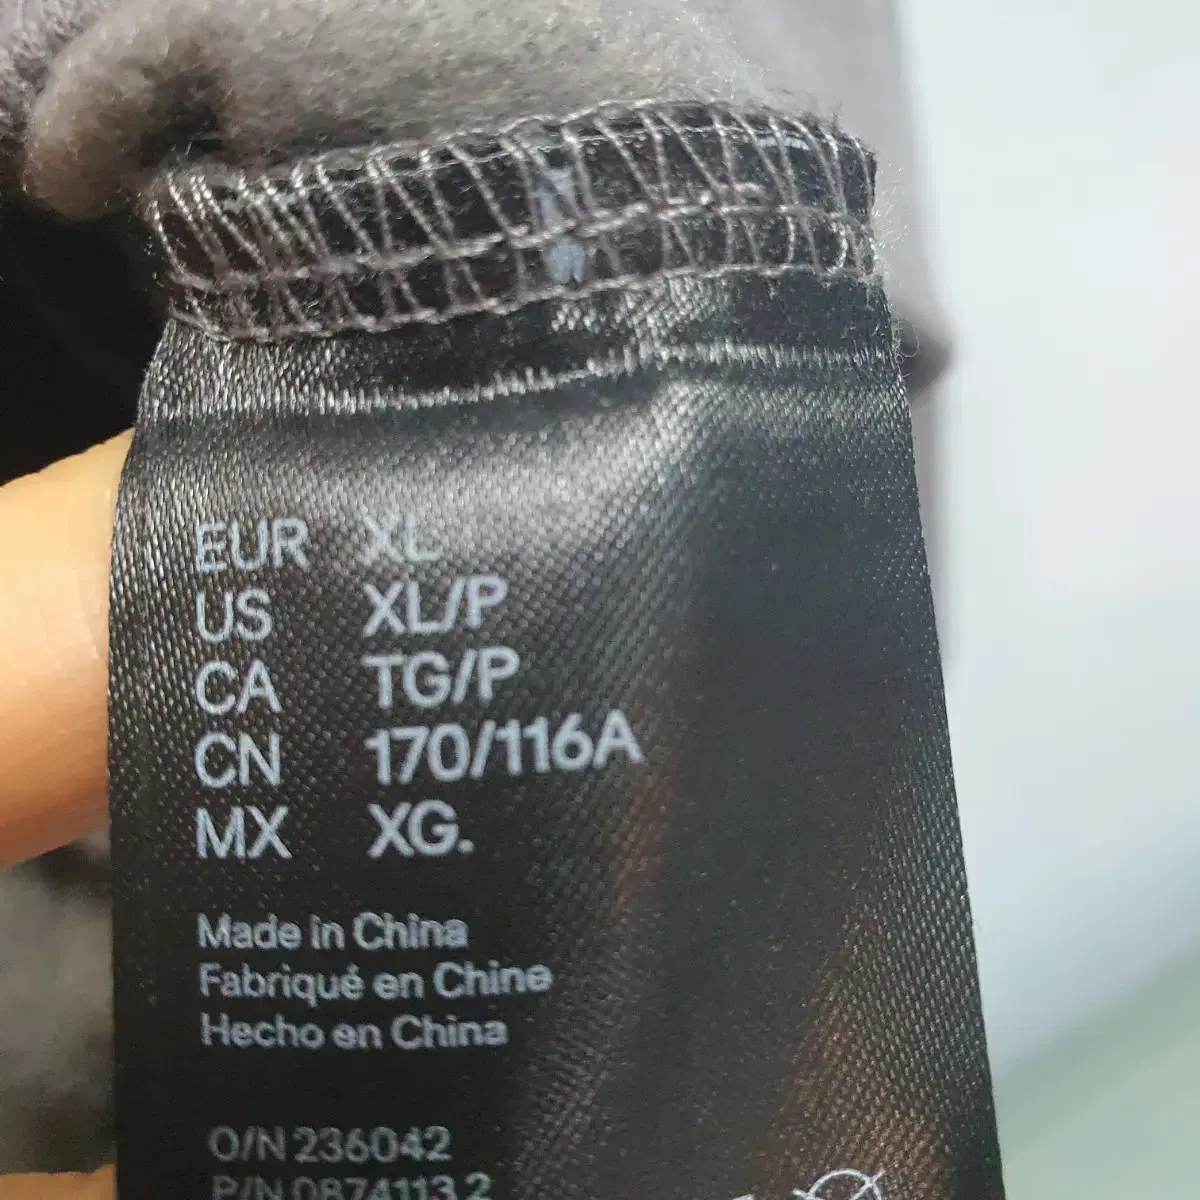 EUR XL
US XL/P
CA TG/P
CN 170/116A
MX XG.
Made in China
Fabriqué en Chine
Hecho en China
O/N 236042
P/N 0874113.2